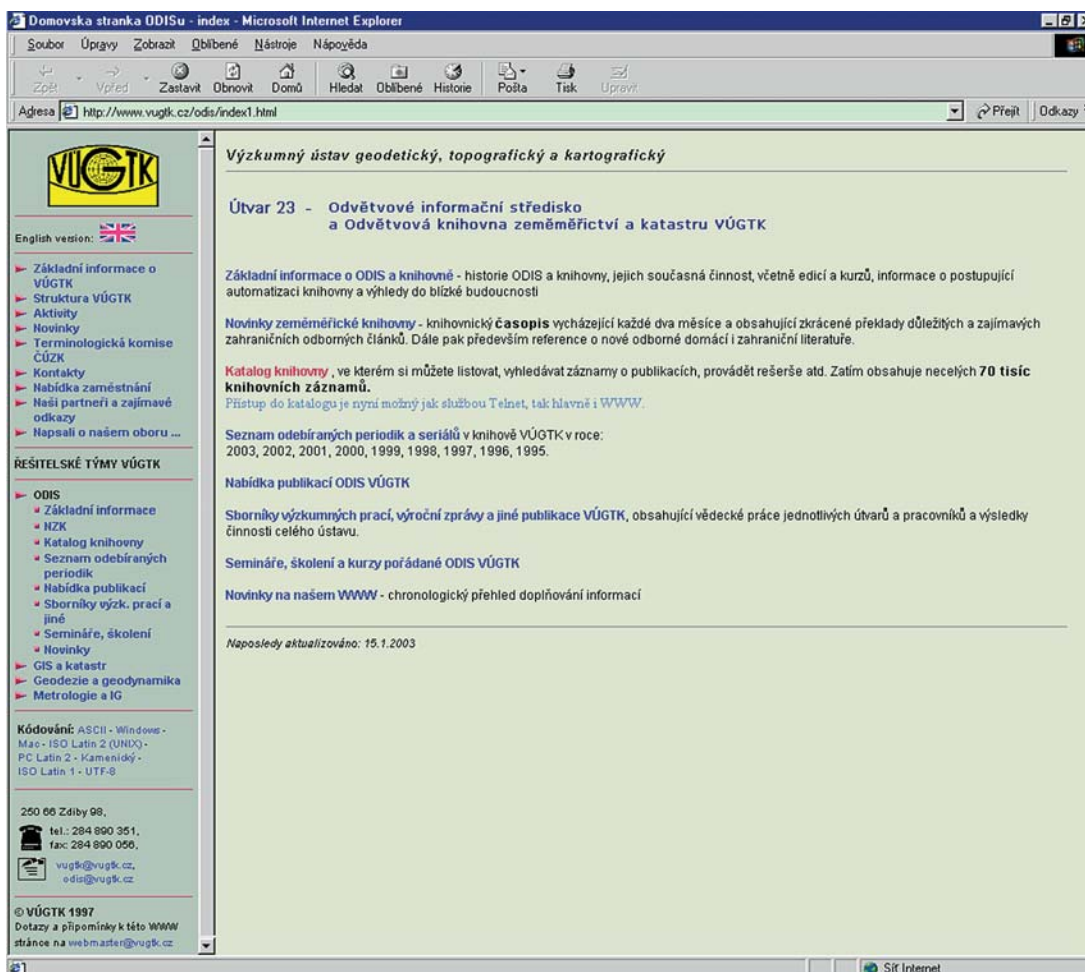 Domovska stranka ODISu - index - Microsoft Internet Explorer
Soubor Úpravy Zobrazit Oblíbené Nástroje Nápověda
Zpět Vpřed Zastavit Obnovit Domů Hledat Oblíbené Historie Pošta Tisk Upravit
Adresa http://www.vugtk.cz/odis/index1.html Přejít Odkazy
VÚGTK
English version:
Základní informace o
VÚGTK
Struktura VÚGTK
Aktivity
Novinky
Terminologická komise
ČÚZK
Kontakty
Nabídka zaměstnání
Naši partneři a zajímavé
odkazy
Napsali o našem oboru ...
ŘEŠITELSKÉ TÝMY VÚGTK
ODIS
Základní informace
NZK
Katalog knihovny
Seznam odebíraných
periodik
Nabídka publikací
Sborníky výzk. prací a
jiné
Semináře, školení
Novinky
GIS a katastr
Geodezie a geodynamika
Metrologie a IG
Kódování: ASCII - Windows -
Mac - ISO Latin 2 (UNIX) -
PC Latin 2 - Kamenický -
ISO Latin 1 - UTF-8
250 66 Zdiby 98,
tel.: 284 890 351,
fax: 284 890 056,
vugtk@vugtk.cz,
odis@vugtk.cz
© VÚGTK 1997
Dotazy a připomínky k této WWW
stránce na webmaster@vugtk.cz
Výzkumný ústav geodetický, topografický a kartografický
Útvar 23 - Odvětvové informační středisko
a Odvětvová knihovna zeměměřictví a katastru VÚGTK
Základní informace o ODIS a knihovně - historie ODIS a knihovny, jejich současná činnost, včetně edicí a kurzů, informace o postupující
automatizaci knihovny a výhledy do blízké budoucnosti
Novinky zeměměřické knihovny - knihovnický časopis vycházející každé dva měsíce a obsahující zkrácené překlady důležitých a zajímavých
zahraničních odborných článků. Dále pak především reference o nové odborné domácí i zahraniční literatuře.
Katalog knihovny , ve kterém si můžete listovat, vyhledávat záznamy o publikacích, provádět rešerše atd. Zatím obsahuje necelých 70 tisíc
knihovních záznamů.
Přístup do katalogu je nyní možný jak službou Telnet, tak hlavně i WWW.
Seznam odebíraných periodik a seriálů v knihově VÚGTK v roce:
2003, 2002, 2001, 2000, 1999, 1998, 1997, 1996, 1995.
Nabídka publikací ODIS VÚGTK
Sborníky výzkumných prací, výroční zprávy a jiné publikace VÚGTK, obsahující vědecké práce jednotlivých útvarů a pracovníků a výsledky
činnosti celého ústavu.
Semináře, školení a kurzy pořádané ODIS VÚGTK
Novinky na našem WWW - chronologický přehled doplňování informací
Naposledy aktualizováno: 15.1.2003
Síť Internet